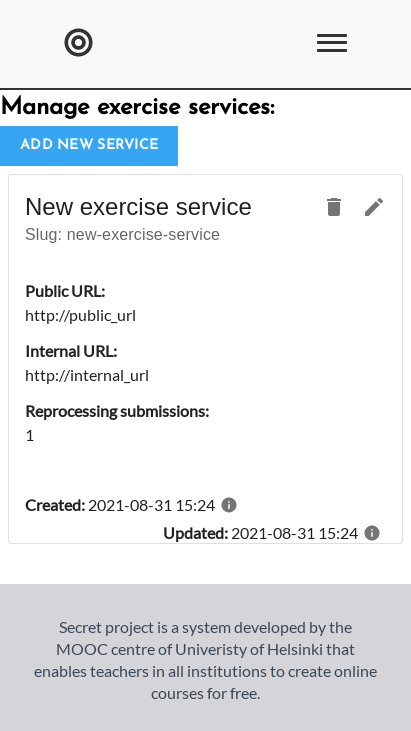 Manage exercise services:
ADD NEW SERVICE
New exercise service
Slug: new-exercise-service
Public URL:
http://public_url
Internal URL:
http://internal_url
Reprocessing submissions:
1
Created: 2021-08-31 15:24
Updated: 2021-08-31 15:24
Secret project is a system developed by the
MOOC centre of Univeristy of Helsinki that
enables teachers in all institutions to create online
courses for free.